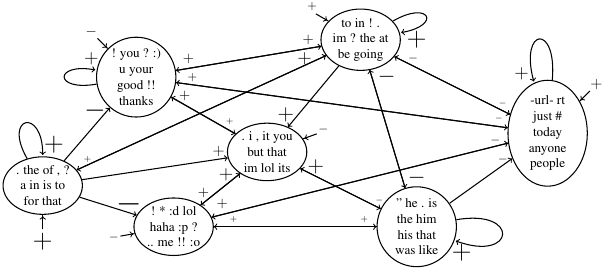 to in ! .
im ? the at
be going
! you ? :)
u your
good !!
thanks
-url- rt
just #
today
anyone
people
. i , it you
but that
im lol its
. the of , ?
a in is to
for that
! * :d lol
haha :p ?
.. me !! :o
” he . is
the him
his that
was like